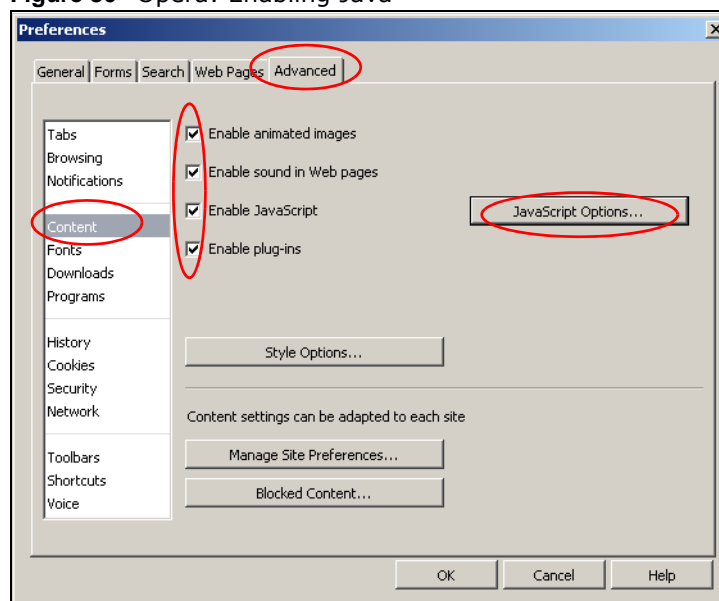 Preferences
General Forms Search Web Pages Advanced
Tabs
Browsing
Notifications
Content
Fonts
Downloads
Programs
History
Cookies
Security
Network
Toolbars
Shortcuts
Voice
Enable animated images
Enable sound in Web pages
Enable JavaScript
JavaScript Options...
Enable plug-ins
Style Options...
Content settings can be adapted to each site
Manage Site Preferences...
Blocked Content...
OK Cancel Help